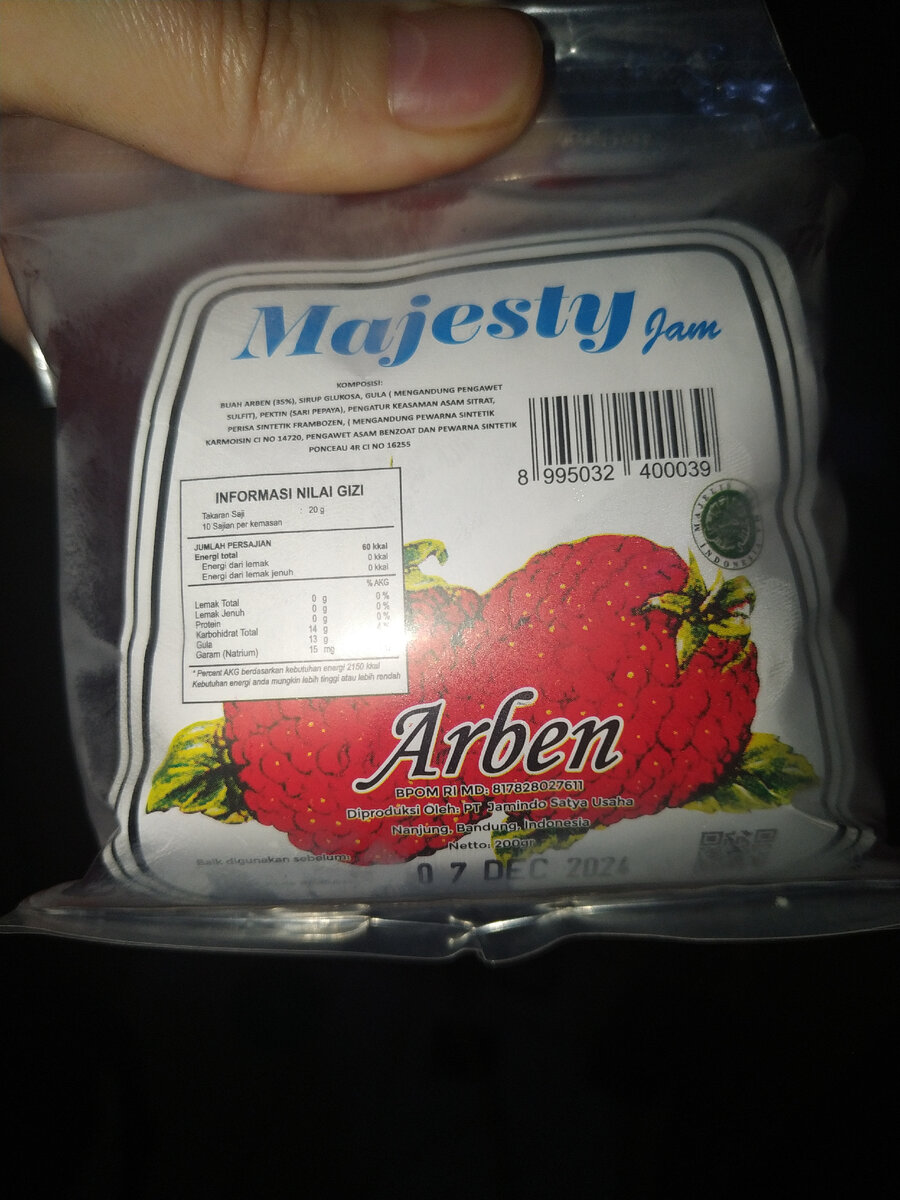 Majesty Jam
KOMPOSISI:
BUAH ARBEN (35%), SIRUP GLUKOSA, GULA ( MENGANDUNG PENGAWET
SULFIT), PEKTIN (SARI PEPAYA), PENGATUR KEASAMAN ASAM SITRAT,
PERISA SINTETIK FRAMBOZEN, ( MENGANDUNG PEWARNA SINTETIK
KARMOISIN CI NO 14720, PENGAWET ASAM BENZOAT DAN PEWARNA SINTETIK
PONCEAU 4R CI NO 16255
8 995032 400039
MAJELIS
INDONESIA
INFORMASI NILAI GIZI
Takaran Saji : 20 g
10 Sajian per kemasan
JUMLAH PERSAJIAN
Energi total 60 kkal
Energi dari lemak 0 kkal
Energi dari lemak jenuh 0 kkal
% AKG
Lemak Total 0 g 0 %
Lemak Jenuh 0 g 0 %
Protein 0 g 0 %
Karbohidrat Total 14 g
Gula 13 g
Garam (Natrium) 15 mg
* Percent AKG berdasarkan kebutuhan energi 2150 kkal
Kebutuhan energi anda mungkin lebih tinggi atau lebih rendah
Arben
BPOM RI MD: 817828027611
Diproduksi Oleh: PT Jamindo Satya Usaha
Nanjung, Bandung, Indonesia
Netto: 200gr
Baik digunakan sebelum:
07 DEC 2024